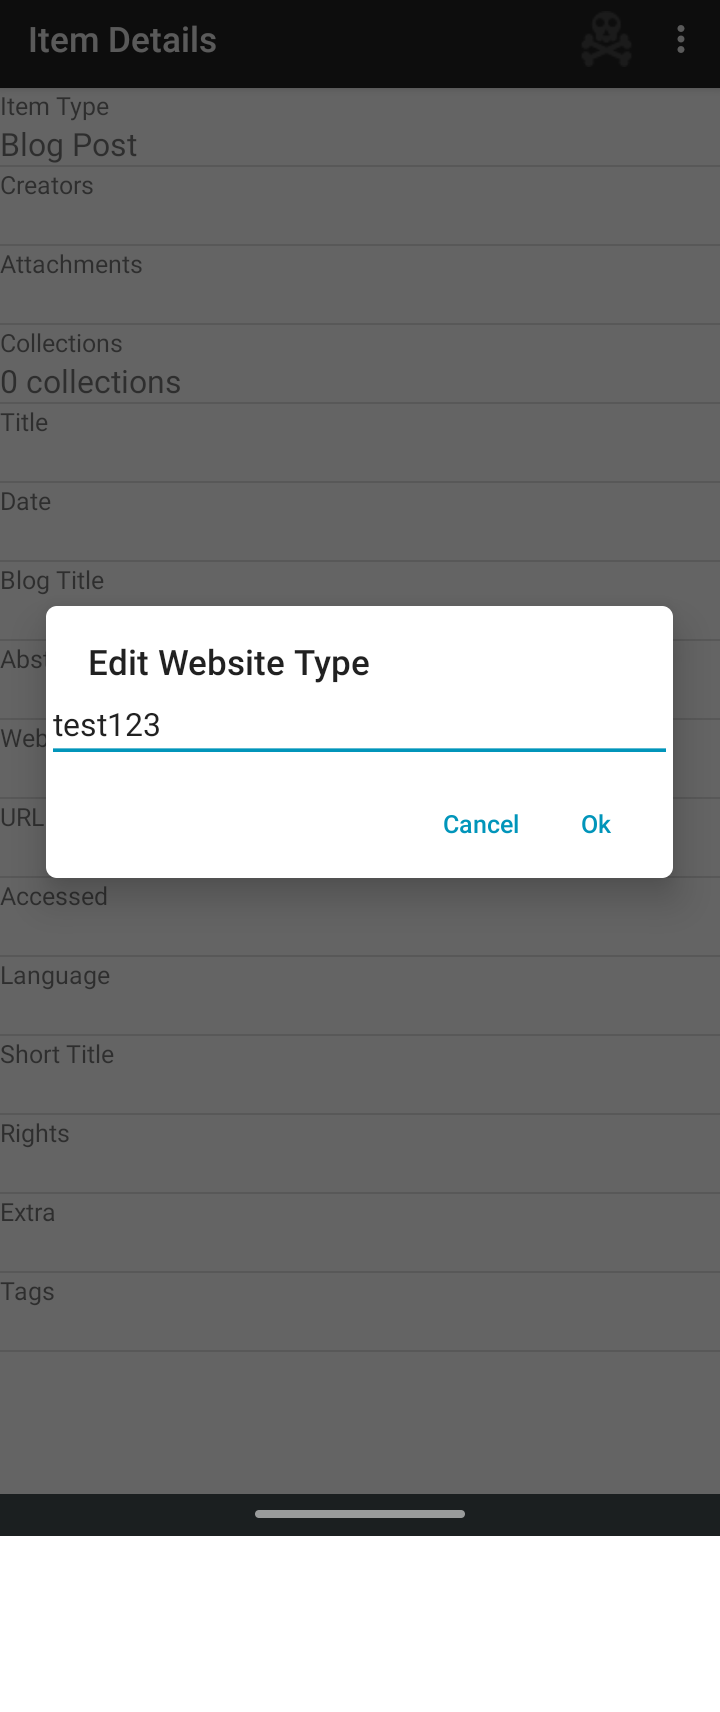 Item Details
Item Type
Blog Post
Creators
Attachments
Collections
0 collections
Title
Date
Blog Title
Abst
Edit Website Type
test123
Web
URL
Cancel Ok
Accessed
Language
Short Title
Rights
Extra
Tags